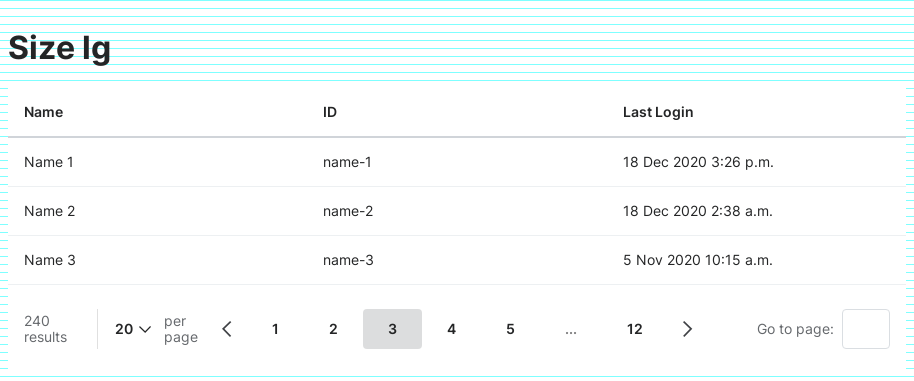 Size lg
Name ID Last Login
Name 1 name-1 18 Dec 2020 3:26 p.m.
Name 2 name-2 18 Dec 2020 2:38 a.m.
Name 3 name-3 5 Nov 2020 10:15 a.m.
240 results 20 per page 1 2 3 4 5 ... 12 Go to page: